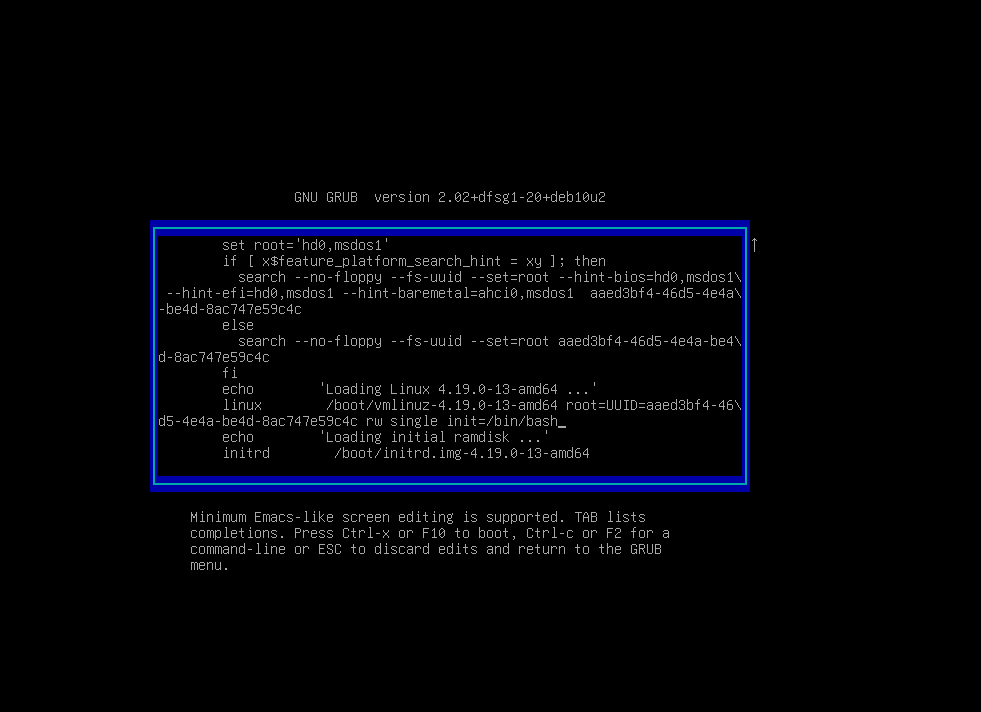 GNU GRUB  version 2.02+dfsg1-20+deb10u2
set root='hd0,msdos1'
↑
if [ x$feature_platform_search_hint = xy ]; then
search --no-floppy --fs-uuid --set=root --hint-bios=hd0,msdos1\
--hint-efi=hd0,msdos1 --hint-baremetal=ahci0,msdos1  aaed3bf4-46d5-4e4a\
-be4d-8ac747e59c4c
else
search --no-floppy --fs-uuid --set=root aaed3bf4-46d5-4e4a-be4\
d-8ac747e59c4c
fi
echo        'Loading Linux 4.19.0-13-amd64 ...'
linux        /boot/vmlinuz-4.19.0-13-amd64 root=UUID=aaed3bf4-46\
d5-4e4a-be4d-8ac747e59c4c rw single init=/bin/bash_
echo        'Loading initial ramdisk ...'
initrd        /boot/initrd.img-4.19.0-13-amd64
Minimum Emacs-like screen editing is supported. TAB lists
completions. Press Ctrl-x or F10 to boot, Ctrl-c or F2 for a
command-line or ESC to discard edits and return to the GRUB
menu.